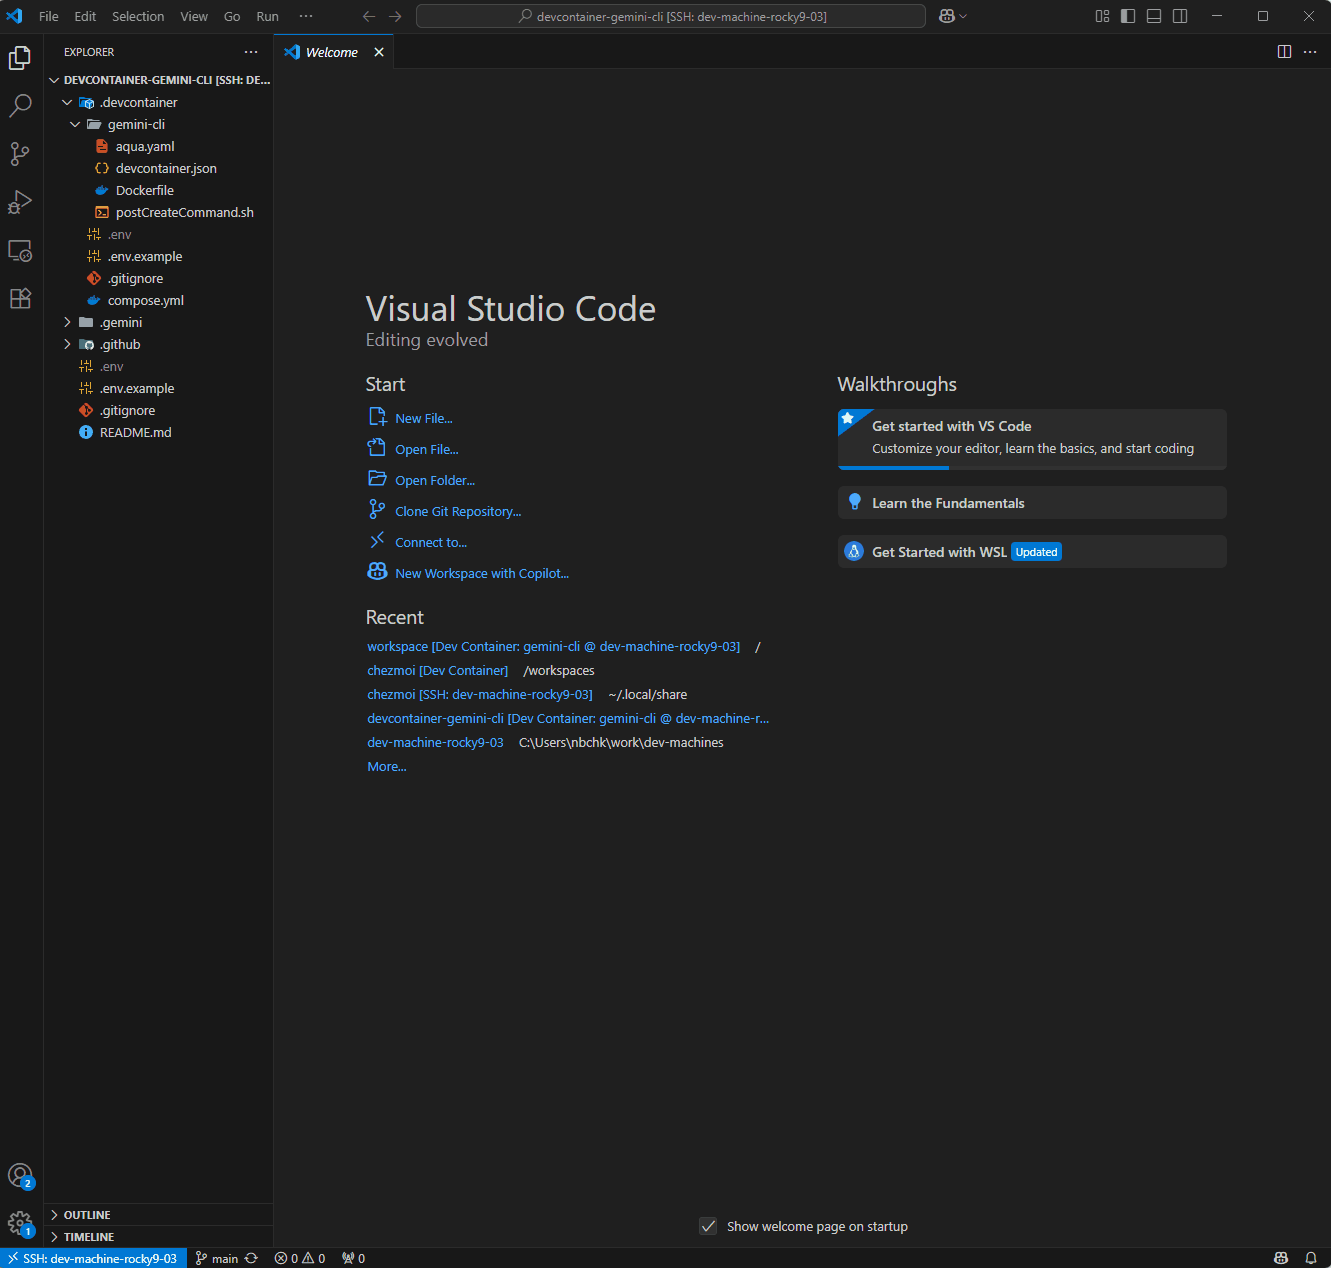 File Edit Selection View Go Run ···
devcontainer-gemini-cli [SSH: dev-machine-rocky9-03]
EXPLORER ···
Welcome
DEVCONTAINER-GEMINI-CLI [SSH: DE...
.devcontainer
gemini-cli
aqua.yaml
devcontainer.json
Dockerfile
postCreateCommand.sh
.env
.env.example
.gitignore
compose.yml
.gemini
.github
.env
.env.example
.gitignore
README.md
OUTLINE
TIMELINE
Visual Studio Code
Editing evolved
Start
New File...
Open File...
Open Folder...
Clone Git Repository...
Connect to...
New Workspace with Copilot...
Recent
workspace [Dev Container: gemini-cli @ dev-machine-rocky9-03] /
chezmoi [Dev Container] /workspaces
chezmoi [SSH: dev-machine-rocky9-03] ~/.local/share
devcontainer-gemini-cli [Dev Container: gemini-cli @ dev-machine-r...
dev-machine-rocky9-03 C:\Users\nbchk\work\dev-machines
More...
Walkthroughs
Get started with VS Code
Customize your editor, learn the basics, and start coding
Learn the Fundamentals
Get Started with WSL Updated
Show welcome page on startup
2
1
SSH: dev-machine-rocky9-03 main 0 0 0